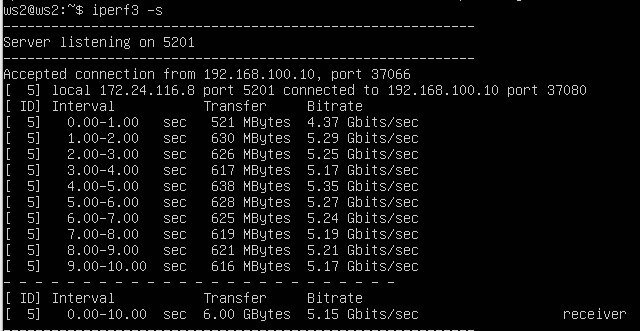 ws2@ws2:~$ iperf3 -s
-----------------------------------------------------------
Server listening on 5201
-----------------------------------------------------------
Accepted connection from 192.168.100.10, port 37066
[  5] local 172.24.116.8 port 5201 connected to 192.168.100.10 port 37080
[ ID] Interval           Transfer     Bitrate
[  5]   0.00-1.00   sec   521 MBytes  4.37 Gbits/sec
[  5]   1.00-2.00   sec   630 MBytes  5.29 Gbits/sec
[  5]   2.00-3.00   sec   626 MBytes  5.25 Gbits/sec
[  5]   3.00-4.00   sec   617 MBytes  5.17 Gbits/sec
[  5]   4.00-5.00   sec   638 MBytes  5.35 Gbits/sec
[  5]   5.00-6.00   sec   628 MBytes  5.27 Gbits/sec
[  5]   6.00-7.00   sec   625 MBytes  5.24 Gbits/sec
[  5]   7.00-8.00   sec   619 MBytes  5.19 Gbits/sec
[  5]   8.00-9.00   sec   621 MBytes  5.21 Gbits/sec
[  5]   9.00-10.00  sec   616 MBytes  5.17 Gbits/sec
- - - - - - - - - - - - - - - - - - - - - - - - -
[ ID] Interval           Transfer     Bitrate
[  5]   0.00-10.00  sec  6.00 GBytes  5.15 Gbits/sec                  receiver
-----------------------------------------------------------